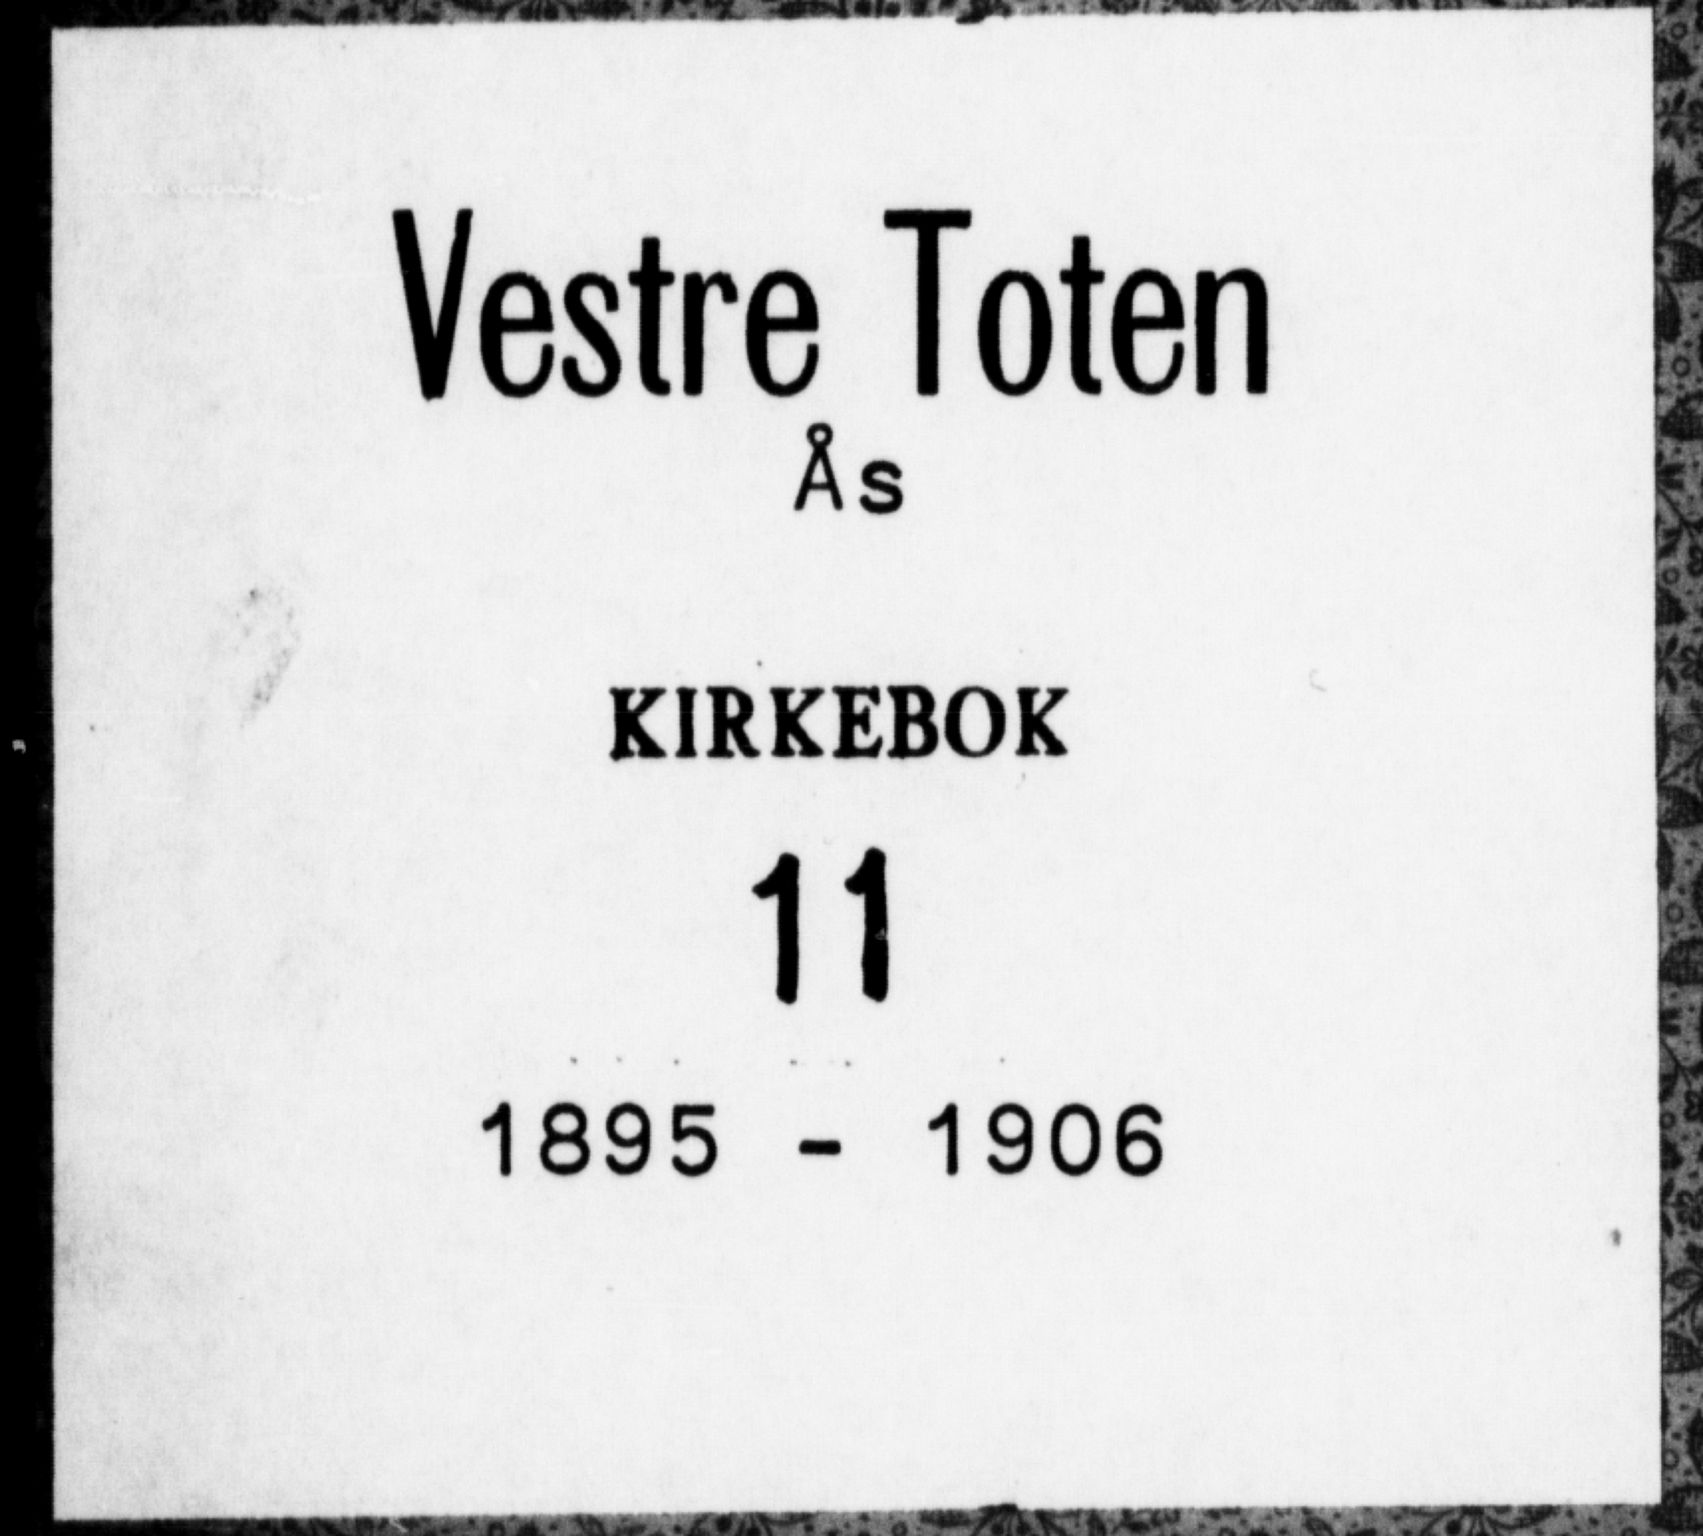 Vestre Toten
Ås
KIRKEBOK
11
1895 - 1906